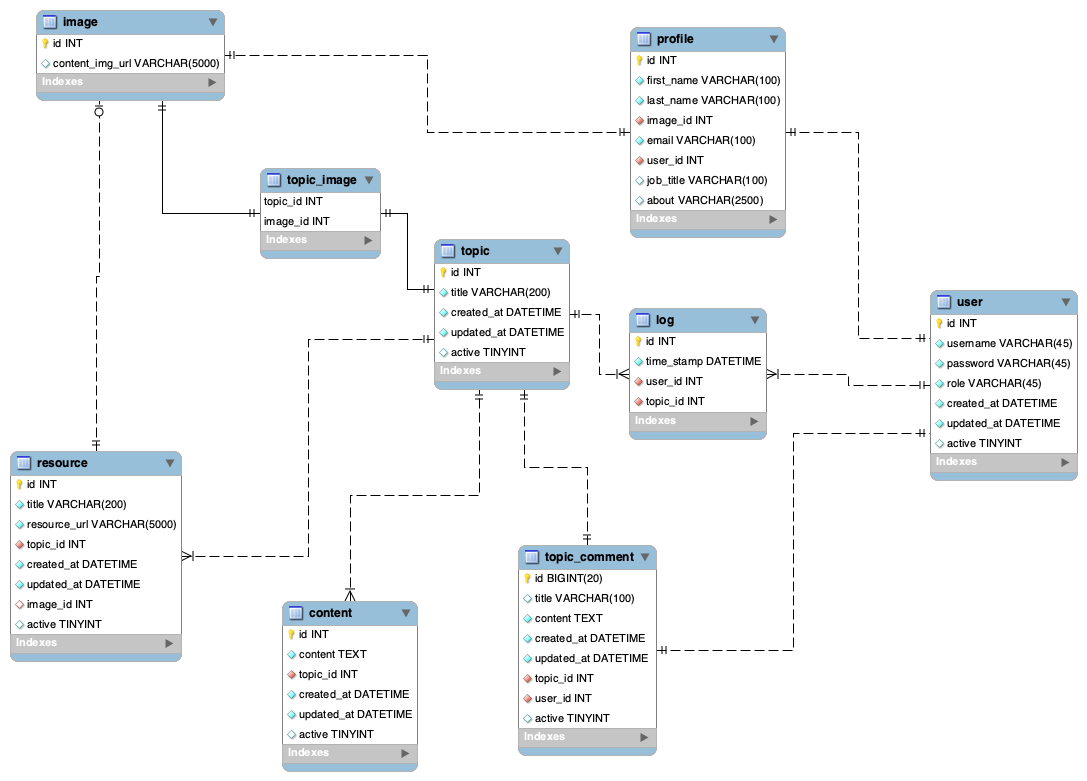 image
id INT
content_img_url VARCHAR(5000)
Indexes
profile
id INT
first_name VARCHAR(100)
last_name VARCHAR(100)
image_id INT
email VARCHAR(100)
user_id INT
job_title VARCHAR(100)
about VARCHAR(2500)
Indexes
topic_image
topic_id INT
image_id INT
Indexes
topic
id INT
title VARCHAR(200)
created_at DATETIME
updated_at DATETIME
active TINYINT
Indexes
log
id INT
time_stamp DATETIME
user_id INT
topic_id INT
Indexes
user
id INT
username VARCHAR(45)
password VARCHAR(45)
role VARCHAR(45)
created_at DATETIME
updated_at DATETIME
active TINYINT
Indexes
resource
id INT
title VARCHAR(200)
resource_url VARCHAR(5000)
topic_id INT
created_at DATETIME
updated_at DATETIME
image_id INT
active TINYINT
Indexes
content
id INT
content TEXT
topic_id INT
created_at DATETIME
updated_at DATETIME
active TINYINT
Indexes
topic_comment
id BIGINT(20)
title VARCHAR(100)
content TEXT
created_at DATETIME
updated_at DATETIME
topic_id INT
user_id INT
active TINYINT
Indexes